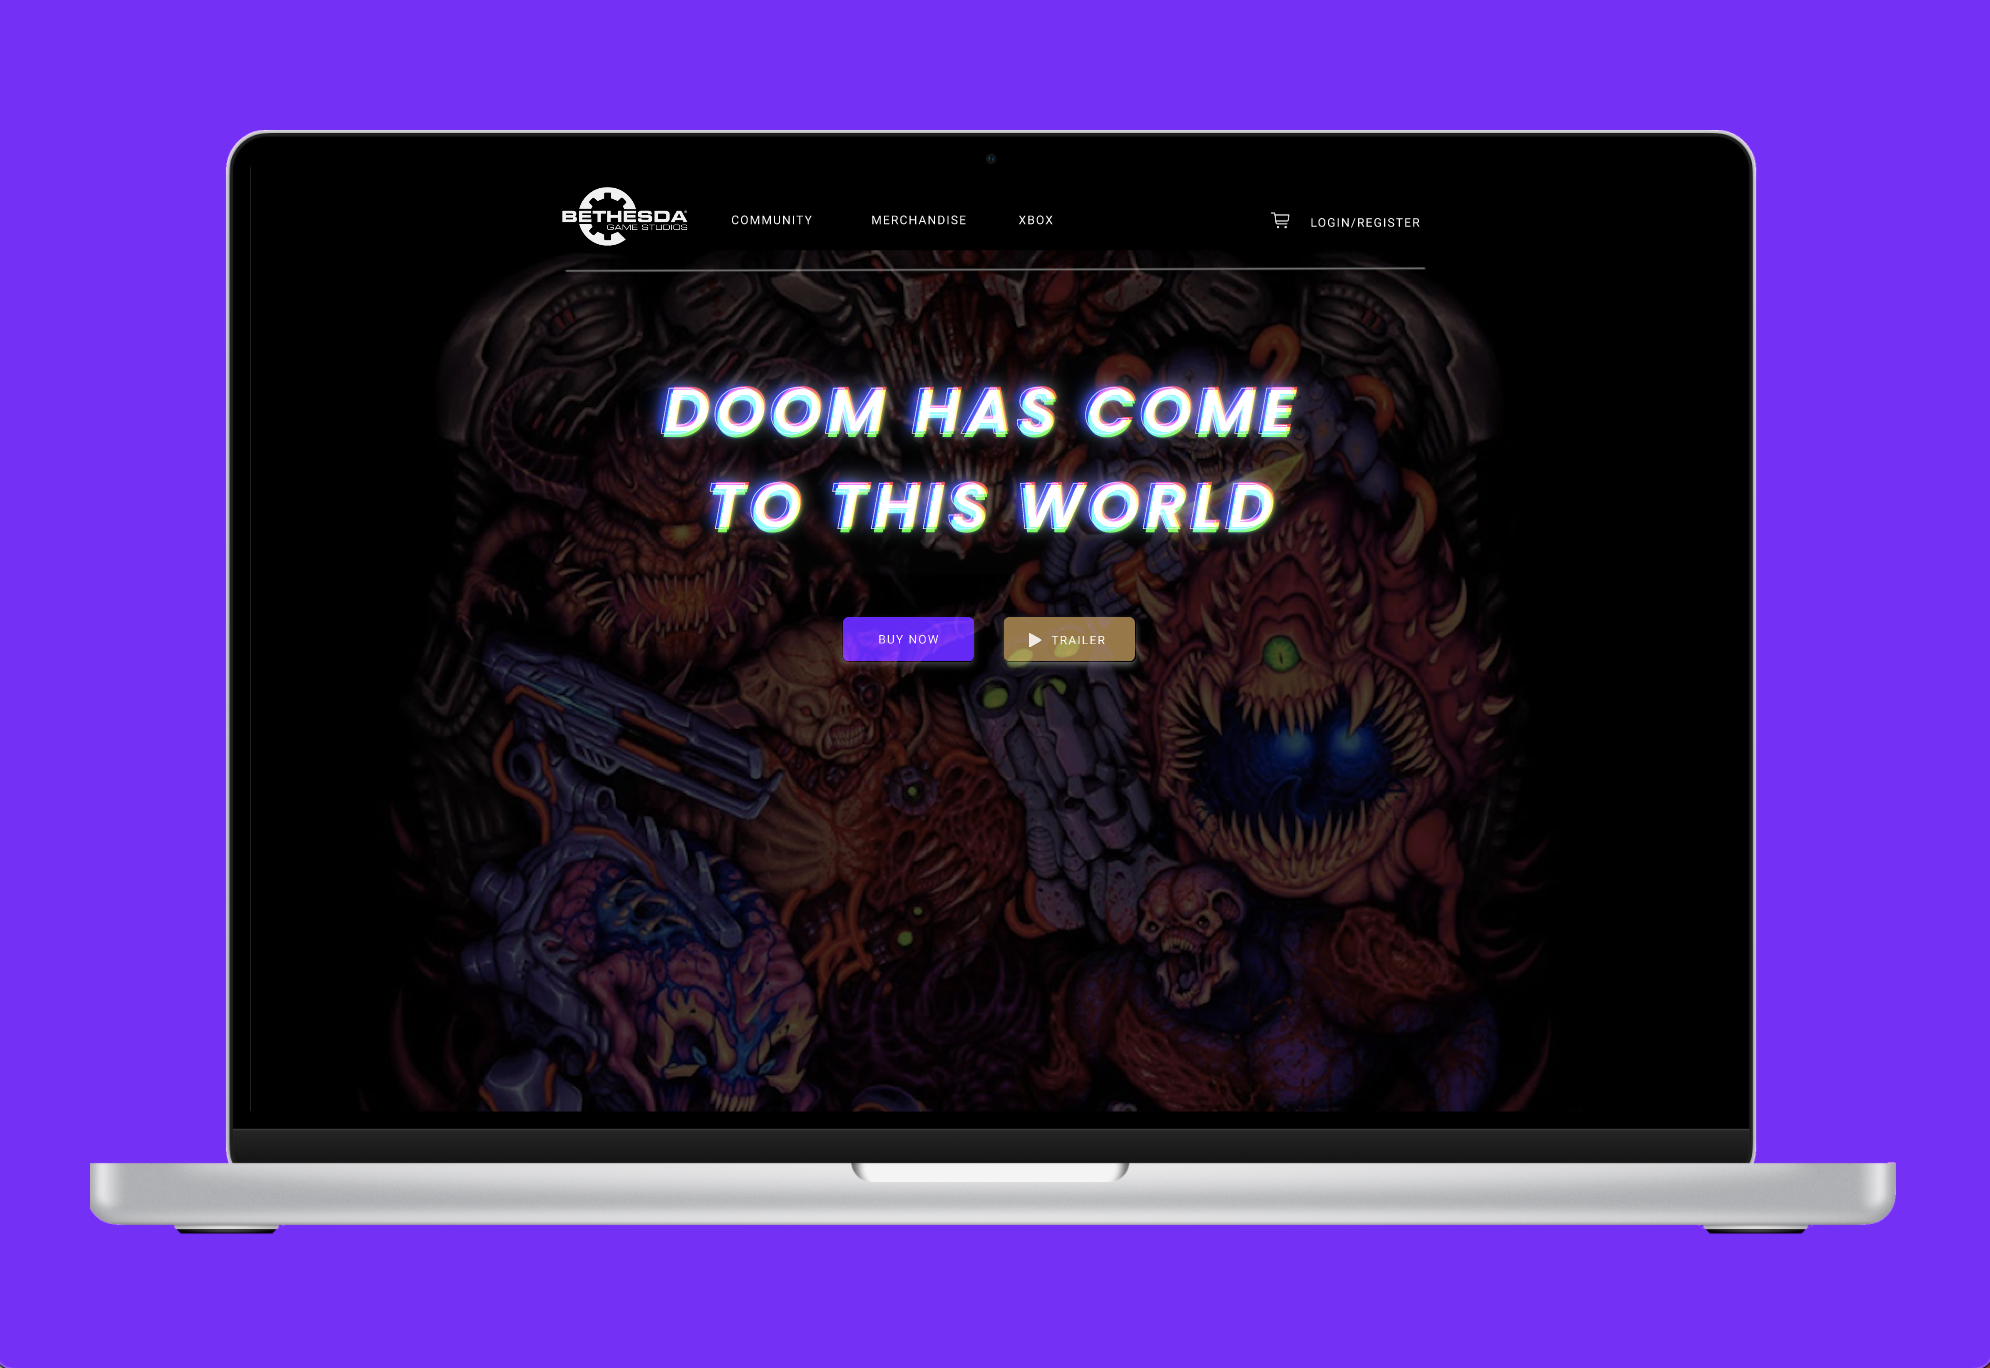 BETHESDA
GAME STUDIOS
COMMUNITY MERCHANDISE XBOX LOGIN/REGISTER
DOOM HAS COME
TO THIS WORLD
BUY NOW TRAILER